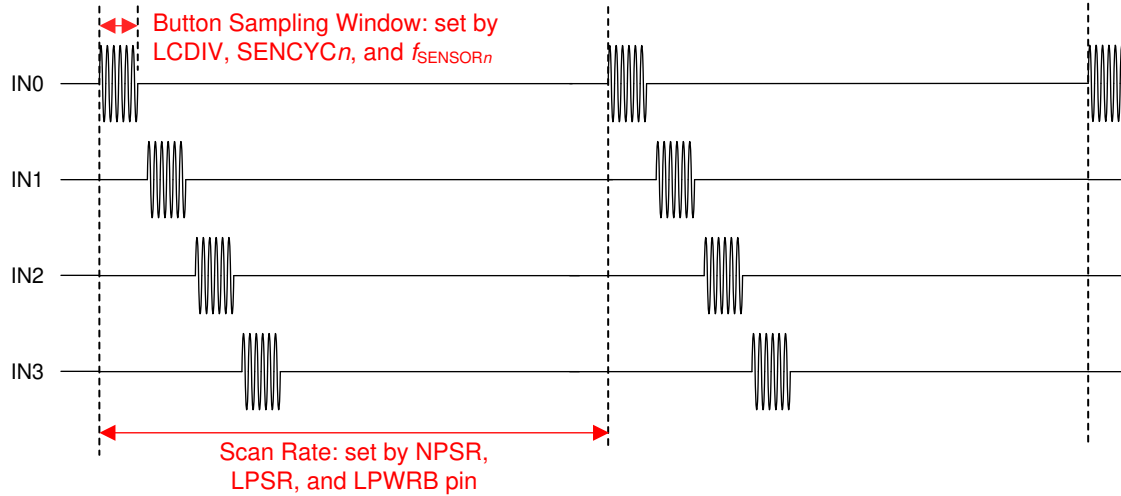 Button Sampling Window: set by
LCDIV, SENCYCn, and fSENSORn
IN0
IN1
IN2
IN3
Scan Rate: set by NPSR,
LPSR, and LPWRB pin